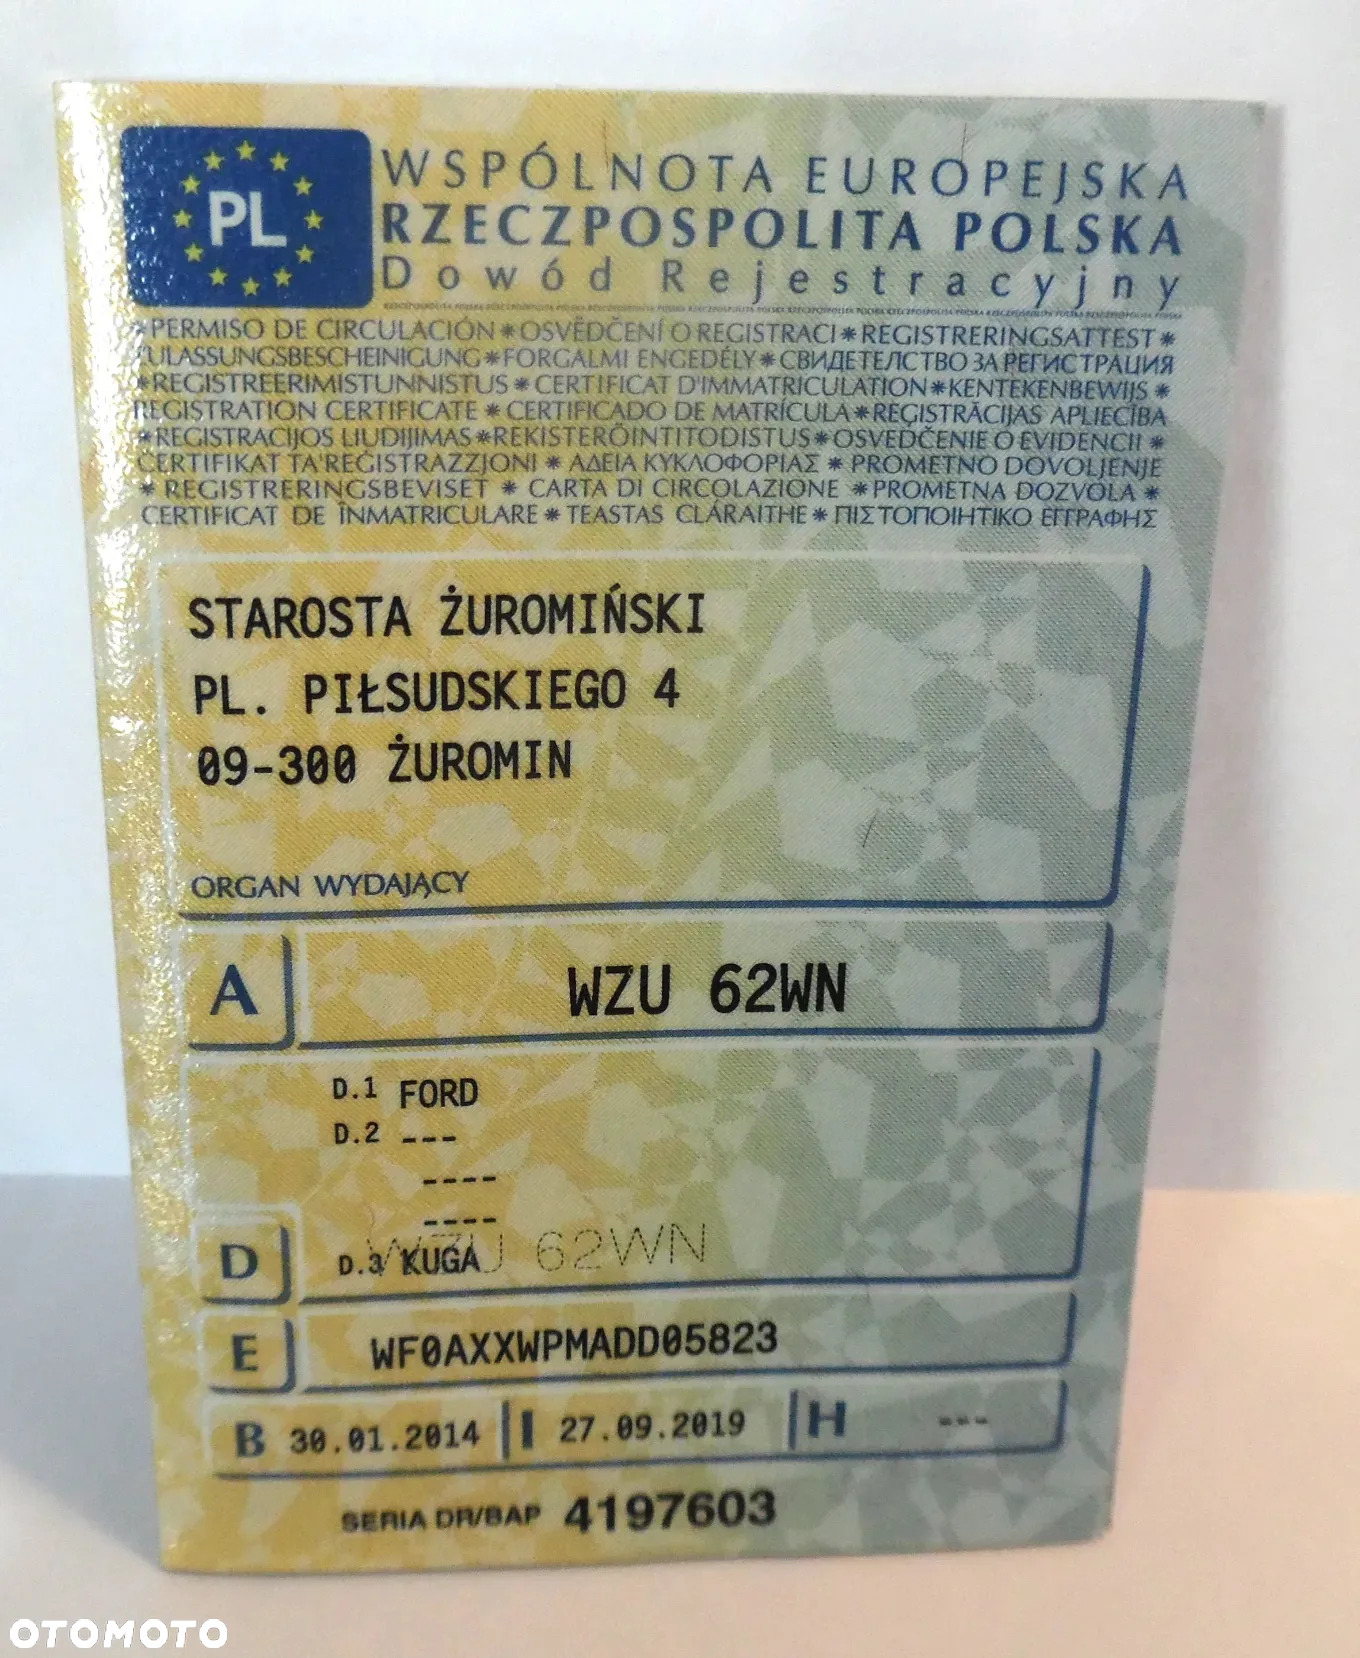 PL
WSPÓLNOTA EUROPEJSKA
RZECZPOSPOLITA POLSKA
Dowód Rejestracyjny
*PERMISO DE CIRCULACIÓN*OSVĚDČENÍ O REGISTRACI*REGISTRERINGSATTEST*
ZULASSUNGSBESCHEINIGUNG*FORGALMI ENGEDÉLY*СВИДЕТЕЛСТВО ЗА РЕГИСТРАЦИЯ
*REGISTREERIMISTUNNISTUS*CERTIFICAT D'IMMATRICULATION*KENTEKENBEWIJS*
REGISTRATION CERTIFICATE*CERTIFICADO DE MATRÍCULA*REĢISTRĀCIJAS APLIECĪBA
*REGISTRACIJOS LIUDIJIMAS*REKISTERÖINTITODISTUS*OSVEDČENIE O EVIDENCII*
ĊERTIFIKAT TA'REĠISTRAZZJONI*ΑΔΕΙΑ ΚΥΚΛΟΦΟΡΙΑΣ*PROMETNO DOVOLJENJE
*REGISTRERINGSBEVISET*CARTA DI CIRCOLAZIONE*PROMETNA DOZVOLA*
CERTIFICAT DE ÎNMATRICULARE*TEASTAS CLÁRAITHE*ΠΙΣΤΟΠΟΙΗΤΙΚΟ ΕΓΓΡΑΦΗΣ
STAROSTA ŻUROMIŃSKI
PL. PIŁSUDSKIEGO 4
09-300 ŻUROMIN
ORGAN WYDAJĄCY
A WZU 62WN
D.1 FORD
D.2 ---
----
----
WZU 62WN
D D.3 KUGA
E WF0AXXWPMADD05823
B 30.01.2014 I 27.09.2019 H ---
SERIA DR/BAP 4197603
OTOMOTO